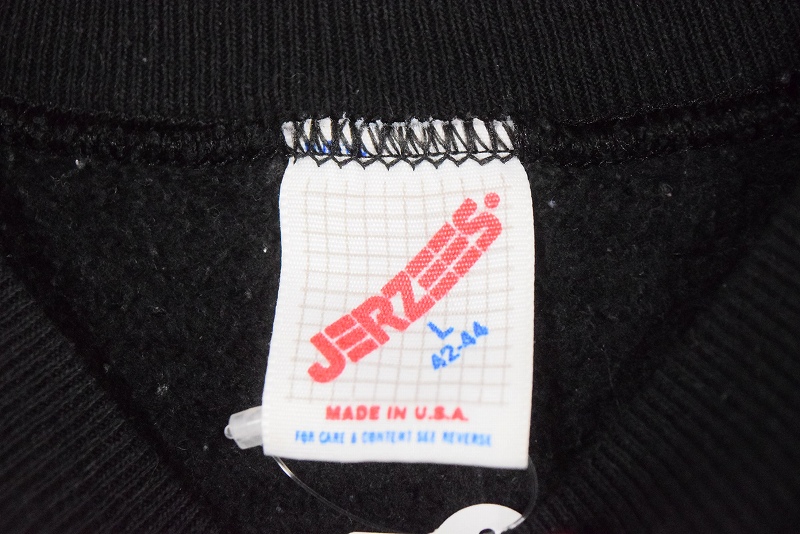 JERZEES.
L
42-44
MADE IN U.S.A.
FOR CARE & CONTENT SEE REVERSE